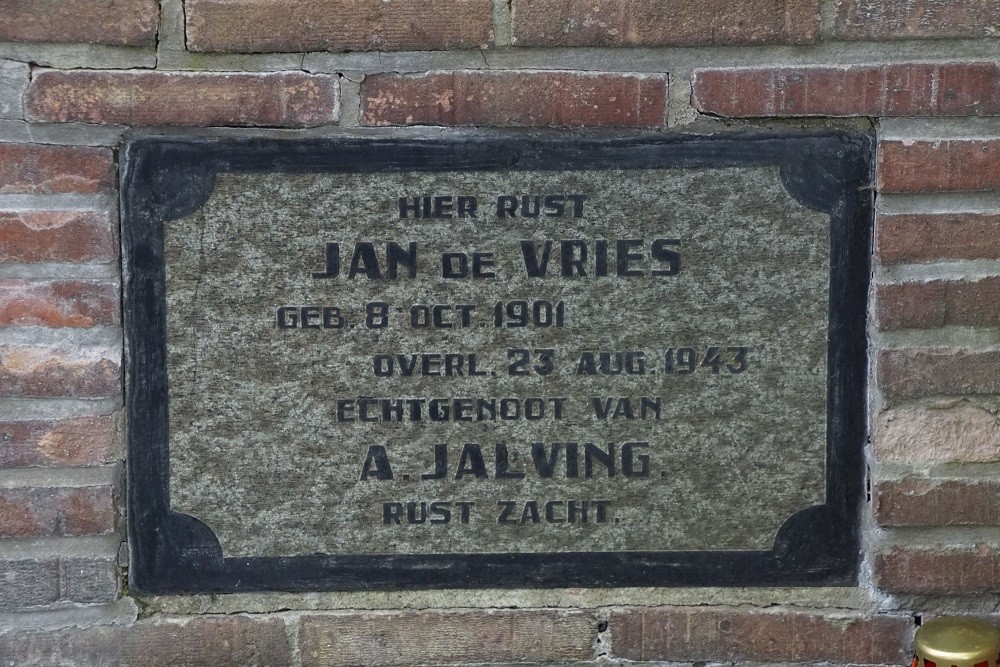 HIER RUST
JAN DE VRIES
GEB. 8 OCT. 1901
OVERL. 23 AUG. 1943
ECHTGENOOT VAN
A. JALVING.
RUST ZACHT.